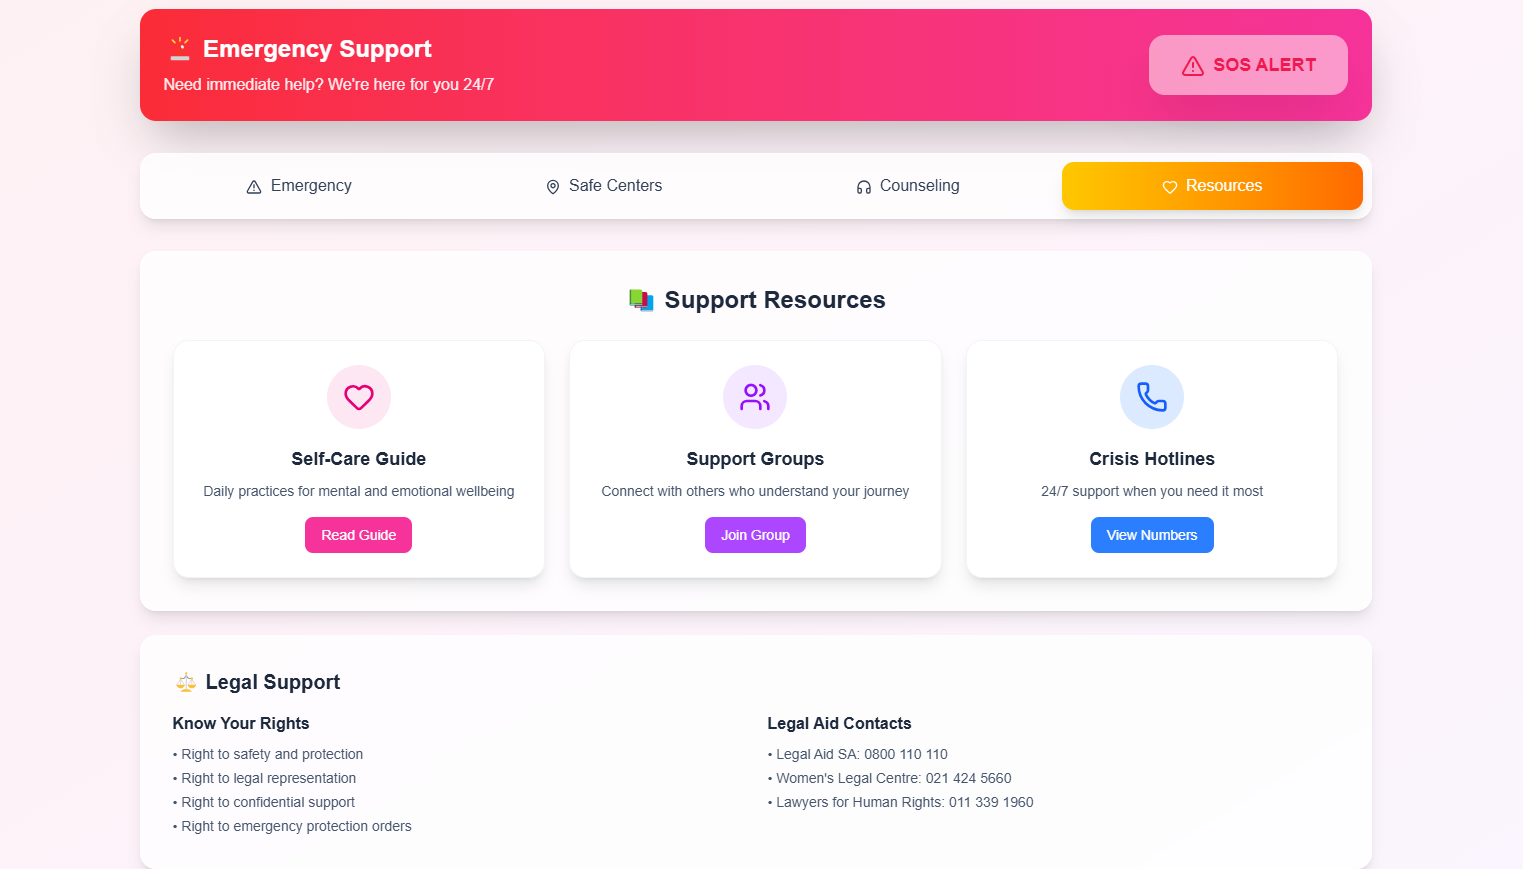 Emergency Support
Need immediate help? We're here for you 24/7
SOS ALERT
Emergency
Safe Centers
Counseling
Resources
Support Resources
Self-Care Guide
Daily practices for mental and emotional wellbeing
Read Guide
Support Groups
Connect with others who understand your journey
Join Group
Crisis Hotlines
24/7 support when you need it most
View Numbers
Legal Support
Know Your Rights
• Right to safety and protection
• Right to legal representation
• Right to confidential support
• Right to emergency protection orders
Legal Aid Contacts
• Legal Aid SA: 0800 110 110
• Women's Legal Centre: 021 424 5660
• Lawyers for Human Rights: 011 339 1960